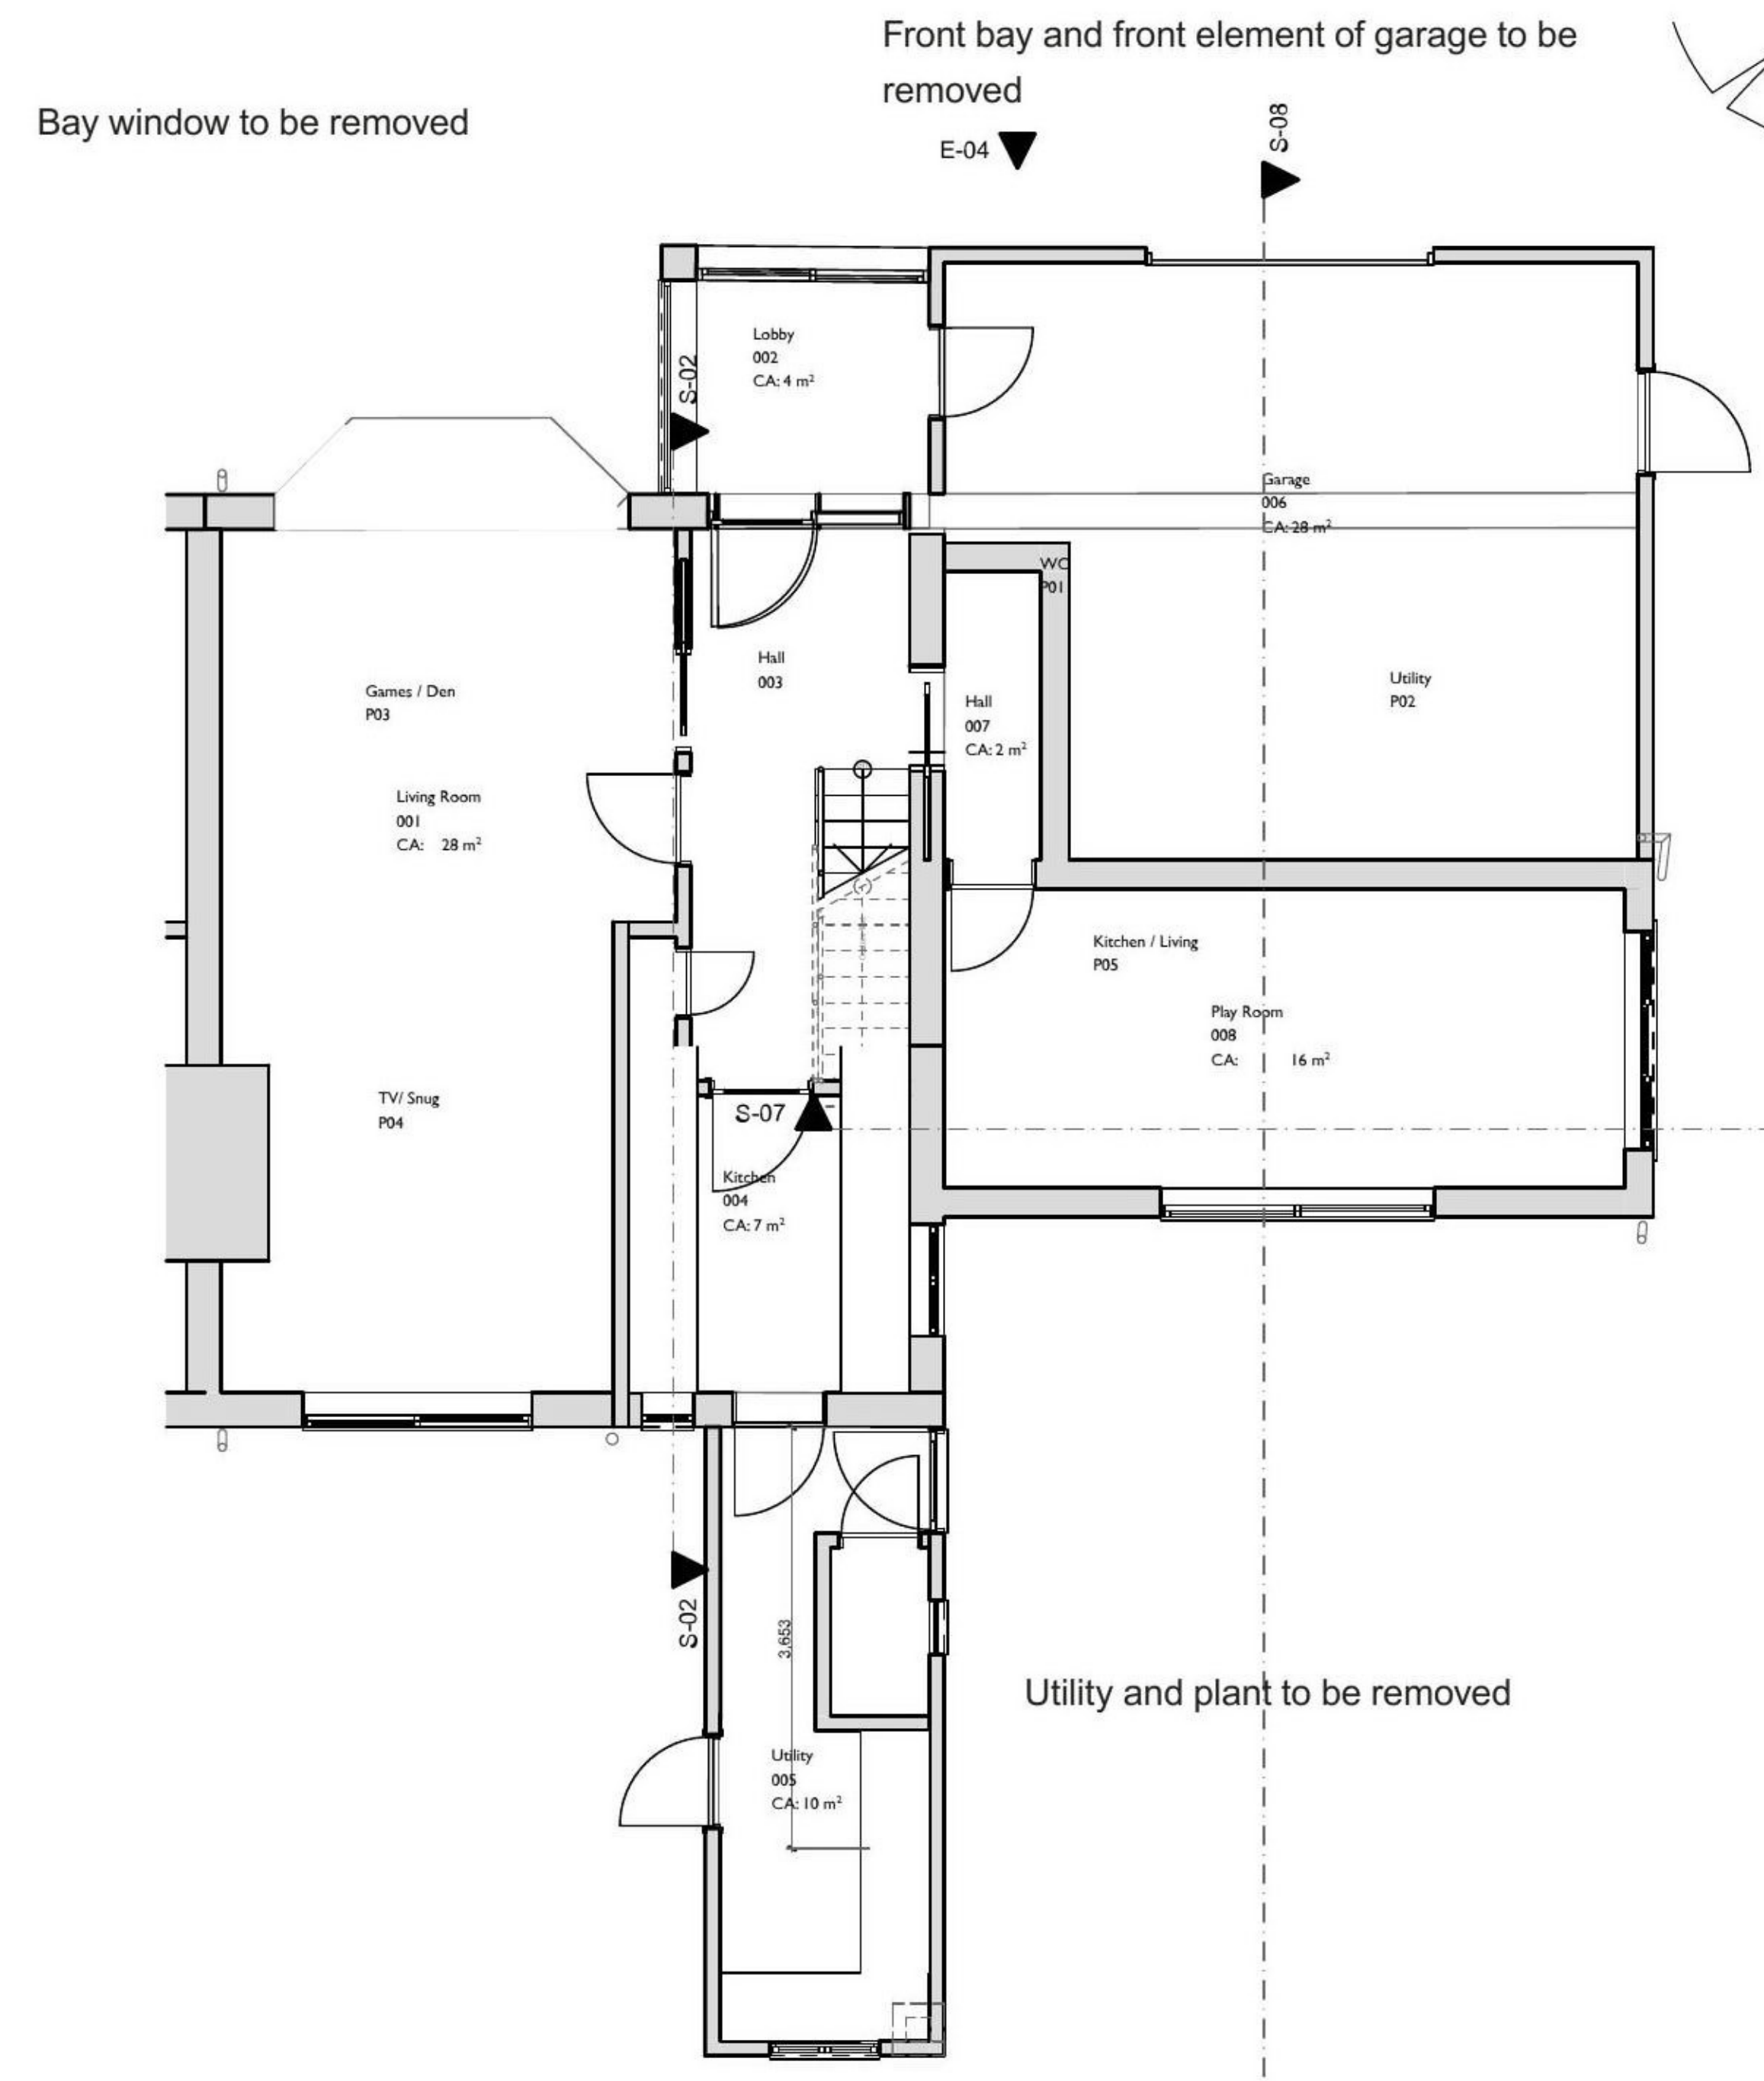 Front bay and front element of garage to be
removed
Bay window to be removed
E-04
S-08
Lobby
002
CA: 4 m²
S-02
Garage
006
CA: 28 m²
WC
P01
Hall
003
Games / Den
P03
Utility
P02
Hall
007
CA: 2 m²
Living Room
001
CA: 28 m²
Kitchen / Living
P05
Play Room
008
CA: 16 m²
TV/ Snug
P04
S-07
Kitchen
004
CA: 7 m²
S-02
3,653
Utility and plant to be removed
Utility
005
CA: 10 m²